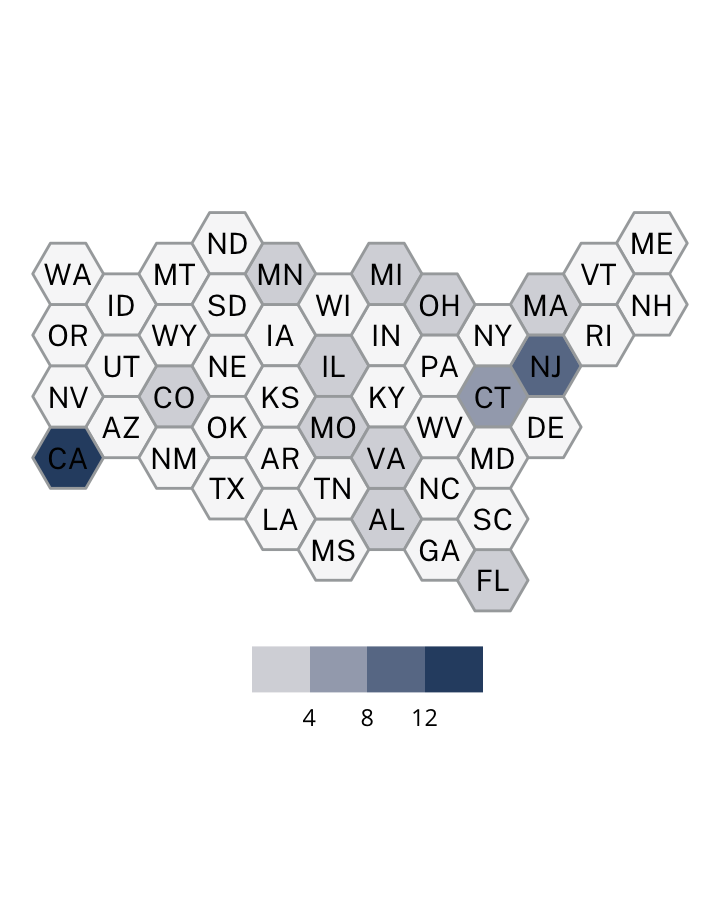 ND ME
WA MT MN MI VT
ID SD WI OH MA NH
OR WY IA IN NY RI
UT NE IL PA NJ
NV CO KS KY CT
AZ OK MO WV DE
CA NM AR VA MD
TX TN NC
LA AL SC
MS GA
FL
4 8 12